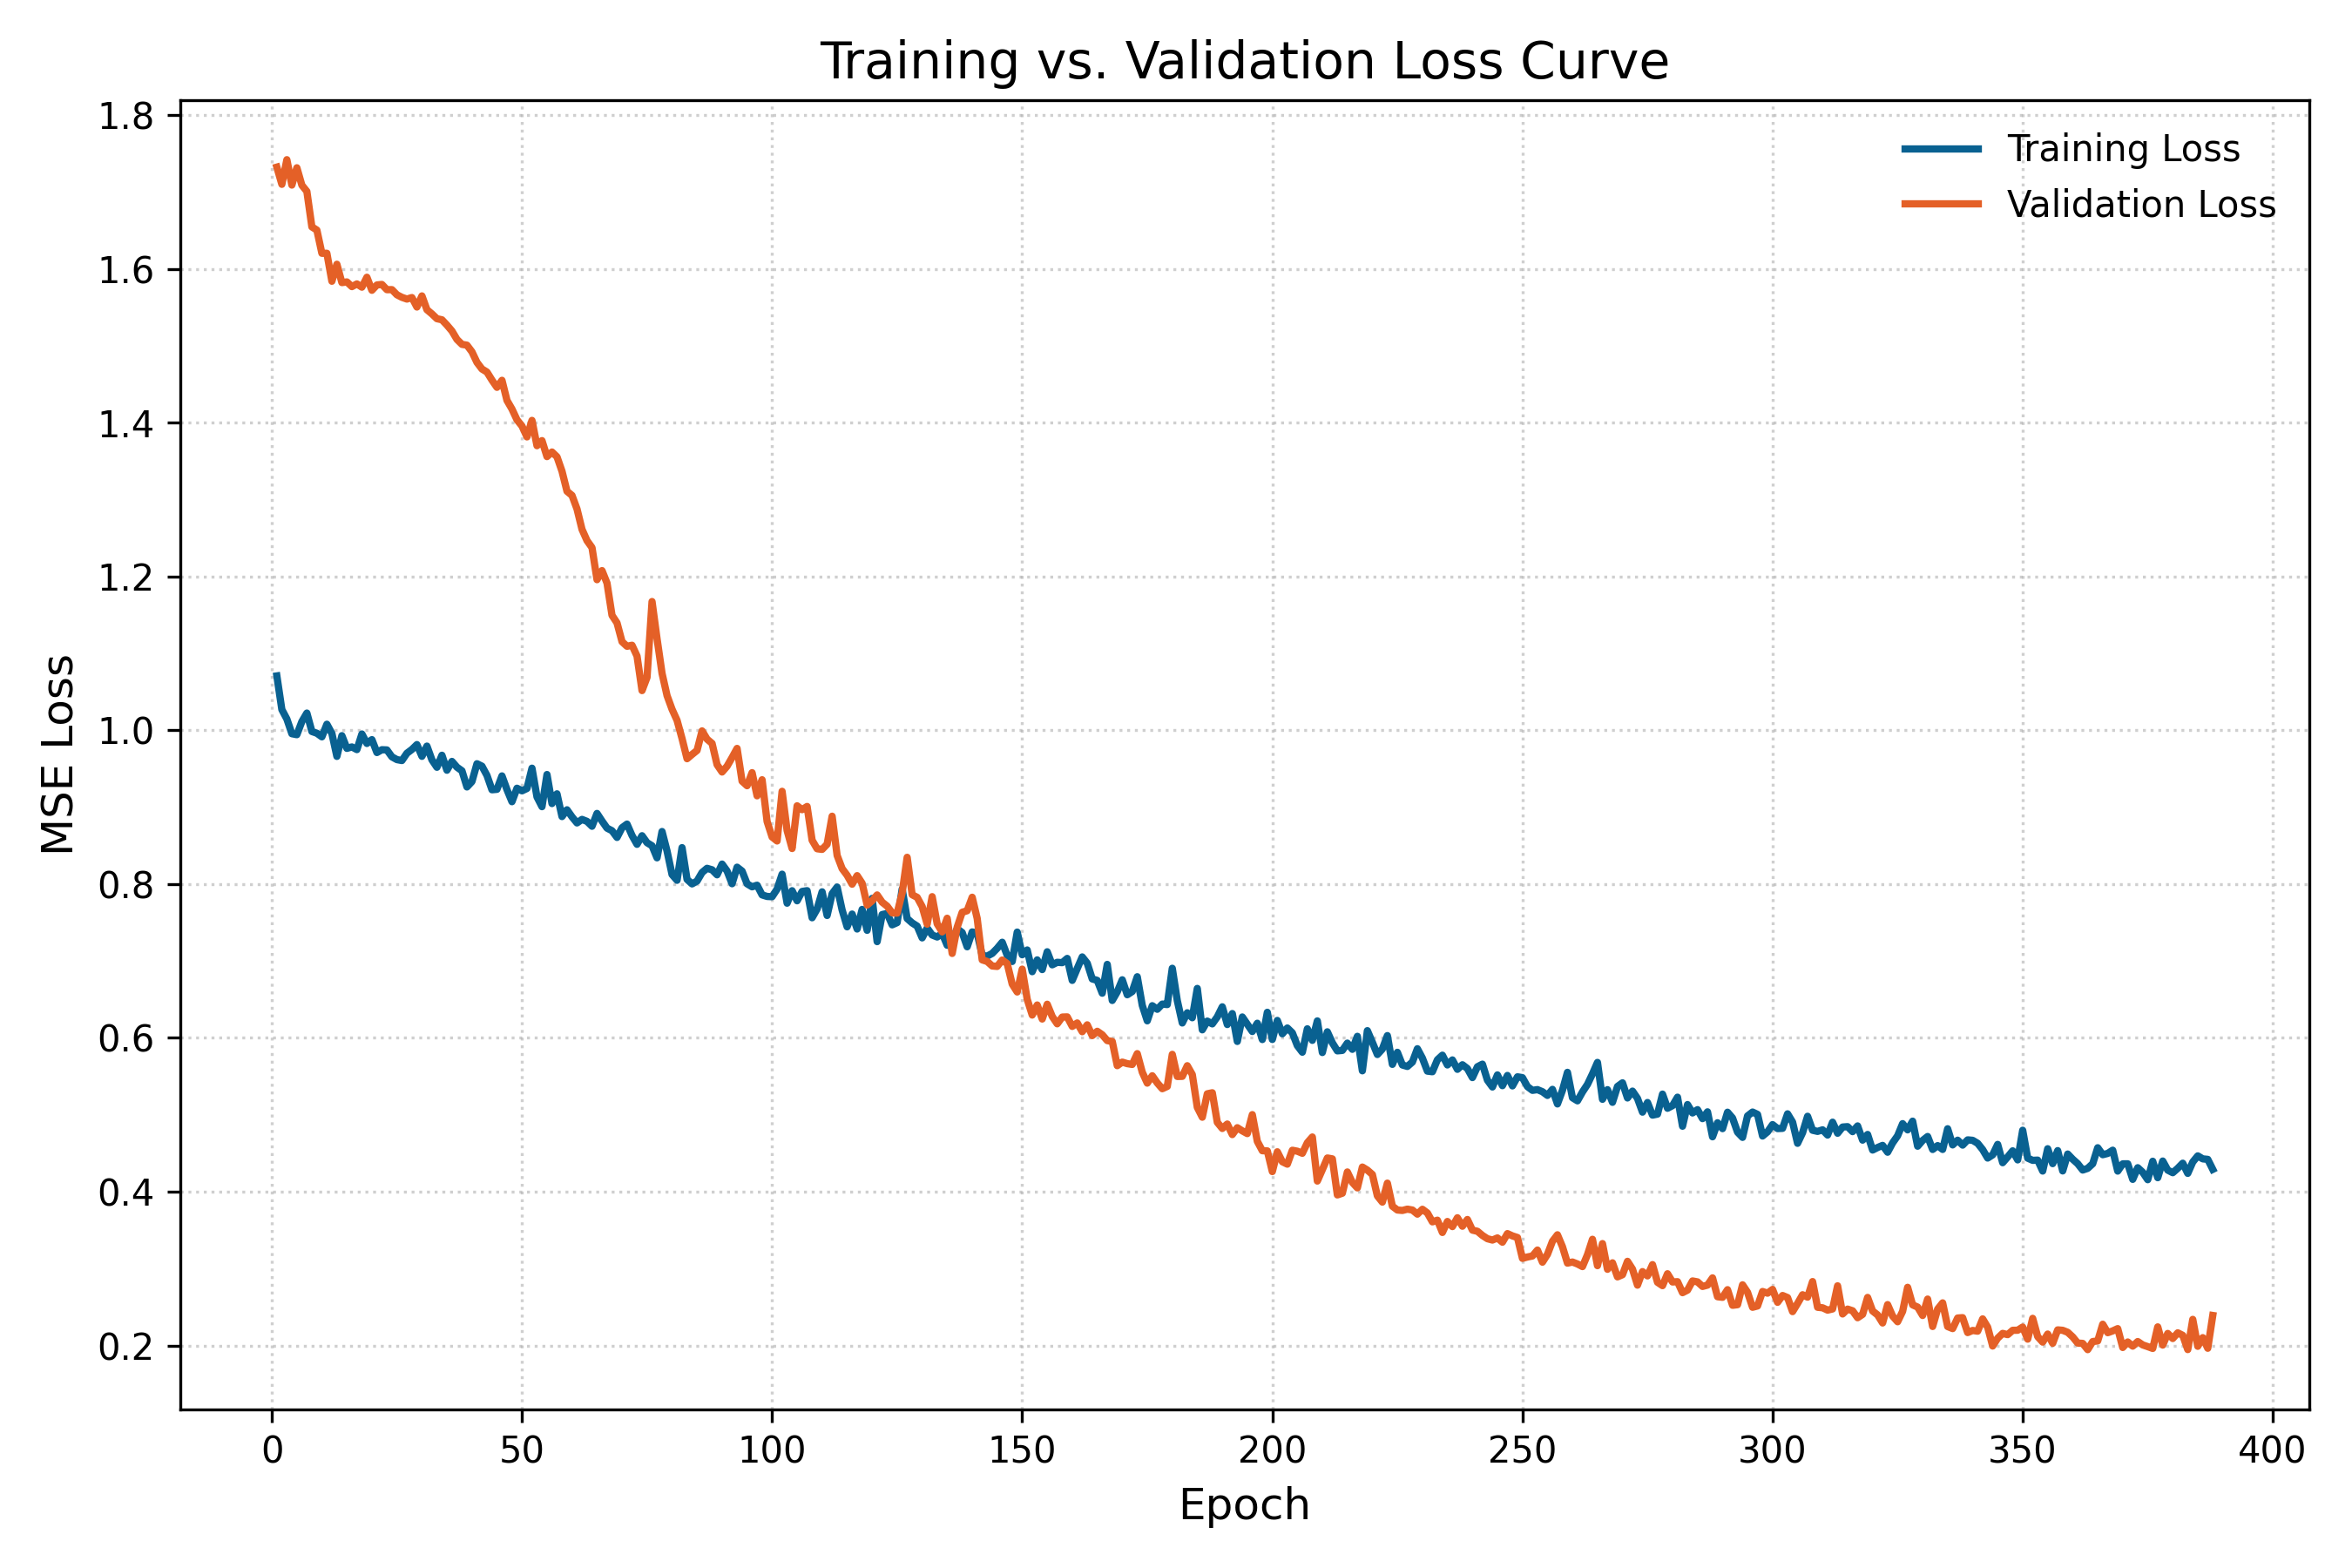 Training vs. Validation Loss Curve
Training Loss
Validation Loss
MSE Loss
1.8
1.6
1.4
1.2
1.0
0.8
0.6
0.4
0.2
0 50 100 150 200 250 300 350 400
Epoch